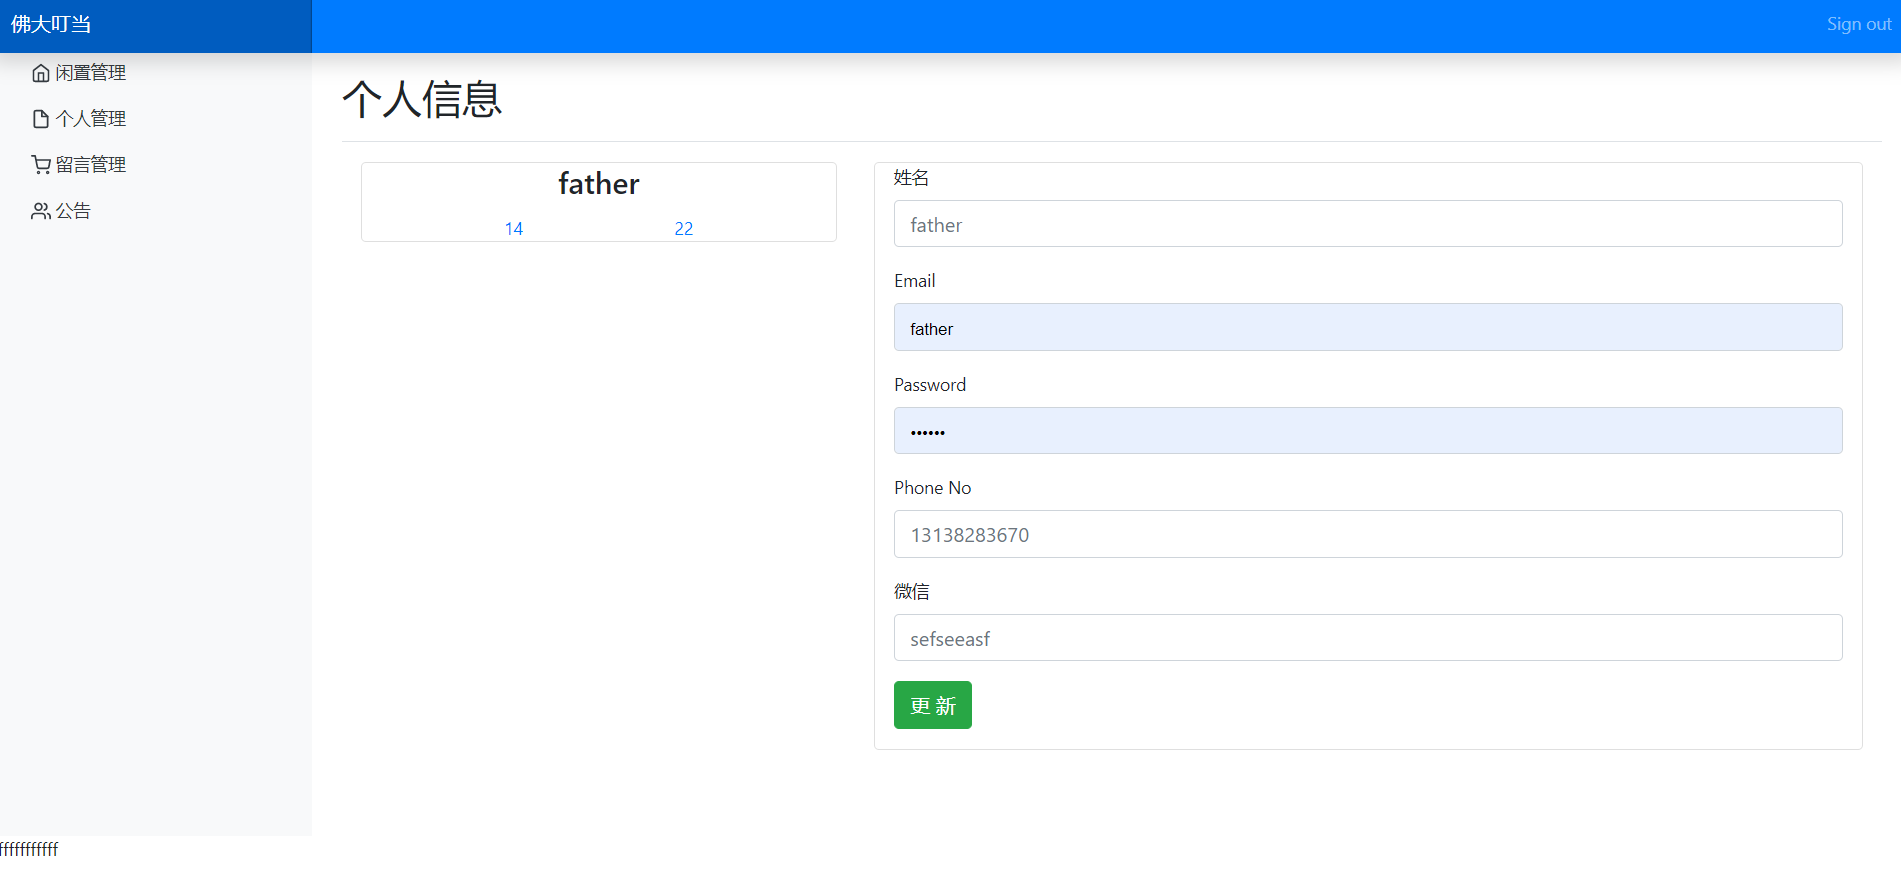 佛大叮当
Sign out
闲置管理
个人管理
留言管理
公告
个人信息
father
14 22
姓名
father
Email
father
Password
••••••
Phone No
13138283670
微信
sefseeasf
更 新
fffffffffff